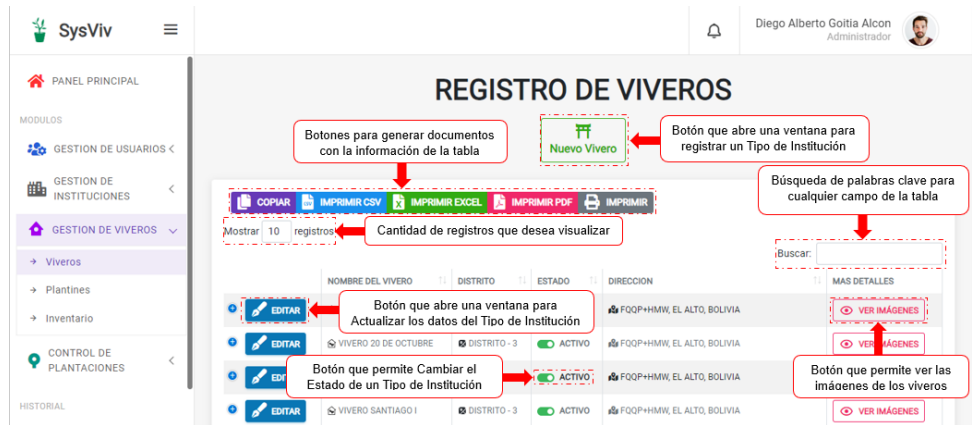 SysViv
Diego Alberto Goitia Alcon
Administrador
PANEL PRINCIPAL
MODULOS
GESTION DE USUARIOS
GESTION DE
INSTITUCIONES
GESTION DE VIVEROS
Viveros
Plantines
Inventario
CONTROL DE
PLANTACIONES
HISTORIAL
REGISTRO DE VIVEROS
Nuevo Vivero
Botón que abre una ventana para
registrar un Tipo de Institución
Botones para generar documentos
con la información de la tabla
Búsqueda de palabras clave para
cualquier campo de la tabla
COPIAR IMPRIMIR CSV IMPRIMIR EXCEL IMPRIMIR PDF IMPRIMIR
Mostrar 10 registros
Cantidad de registros que desea visualizar
Buscar:
NOMBRE DEL VIVERO DISTRITO ESTADO DIRECCION MAS DETALLES
EDITAR FQQP+HMW, EL ALTO, BOLIVIA VER IMÁGENES
Botón que abre una ventana para
Actualizar los datos del Tipo de Institución
EDITAR VIVERO 20 DE OCTUBRE DISTRITO - 3 ACTIVO FQQP+HMW, EL ALTO, BOLIVIA VER IMÁGENES
ACTIVO FQQP+HMW, EL ALTO, BOLIVIA
Botón que permite Cambiar el
Estado de un Tipo de Institución
Botón que permite ver las
imágenes de los viveros
EDITAR VIVERO SANTIAGO I DISTRITO - 3 ACTIVO FQQP+HMW, EL ALTO, BOLIVIA VER IMÁGENES